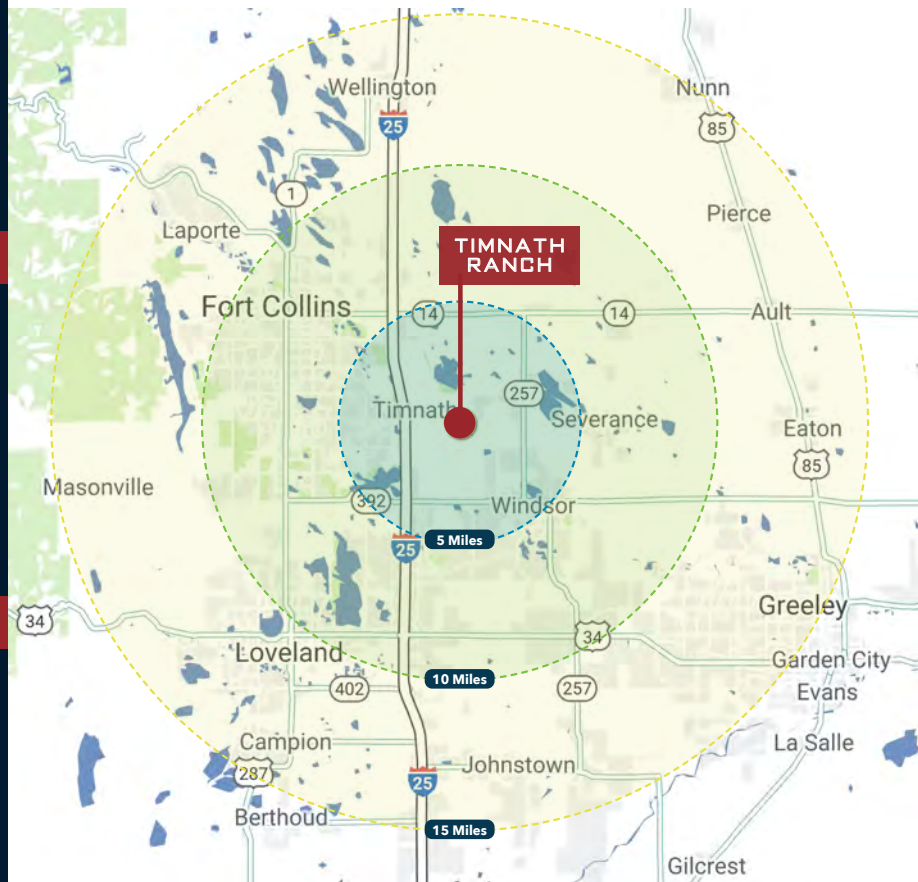 Wellington
Nunn
25
85
1
Pierce
Laporte
TIMNATH
RANCH
Fort Collins
14
14
Ault
257
Timnath
Severance
Eaton
85
Masonville
392
Windsor
5 Miles
25
Greeley
34
34
Loveland
Garden City
10 Miles
402
257
Evans
Campion
La Salle
Johnstown
287
25
Berthoud
15 Miles
Gilcrest